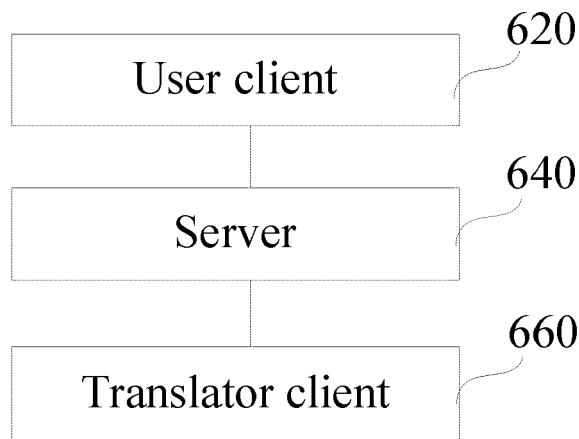 620
User client
640
Server
660
Translator client